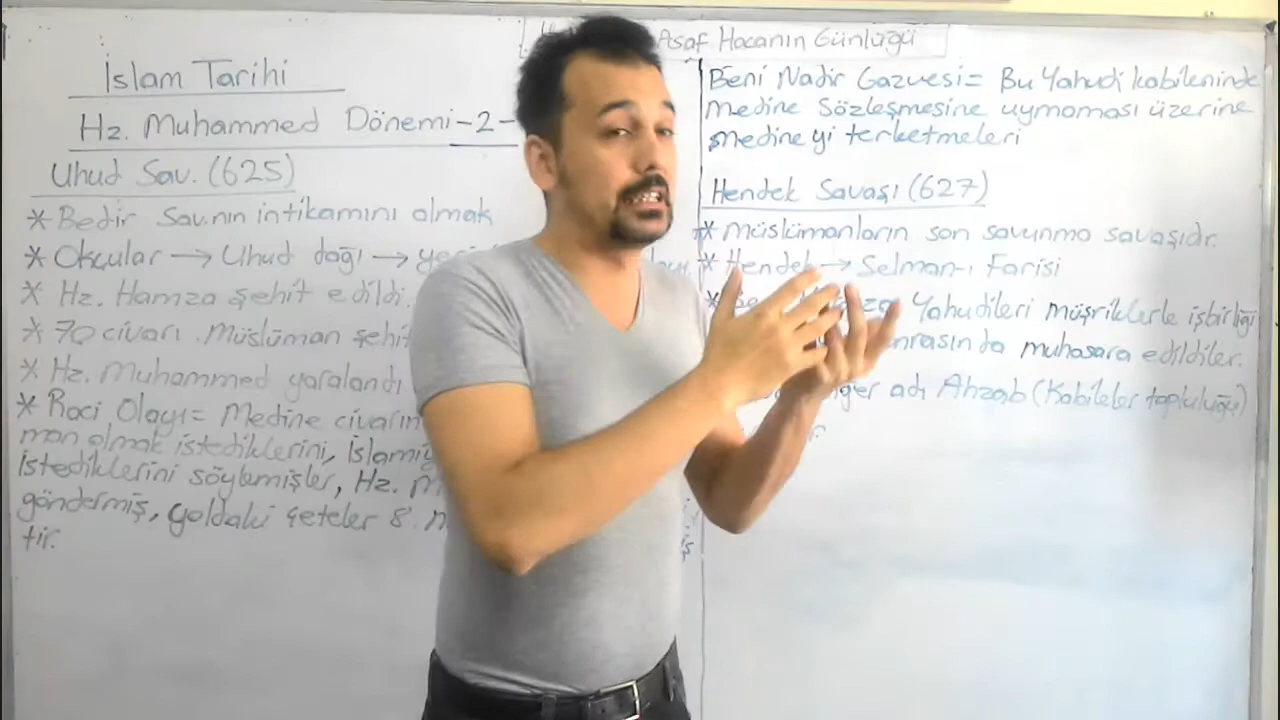 Asaf Hocanın Günlüğü
İslam Tarihi
Hz. Muhammed Dönemi-2-
Uhud Sav. (625)
* Bedir Sav.nın intikamını almak
* Okçular → Uhud dağı →
* Hz. Hamza şehit edildi.
* 70 civarı Müslüman şehit
* Hz. Muhammed yaralandı
* Raci Olayı= Medine civarın
man olmak istediklerini,
istediklerini söylemişler, Hz.
göndermiş, yoldaki çeteler 8
tir.
Beni Nadir Gazvesi= Bu Yahudi kabileninde
Medine Sözleşmesine uymaması üzerine
Medine yi terketmeleri
Hendek Savaşı (627)
* Müslümanların son savunma savaşıdır.
* Hendek → Selman-ı Farisi
* Yahudileri müşriklerle işbirliği
muhasara edildiler.
adı Ahzab (Kabileler topluluğu)